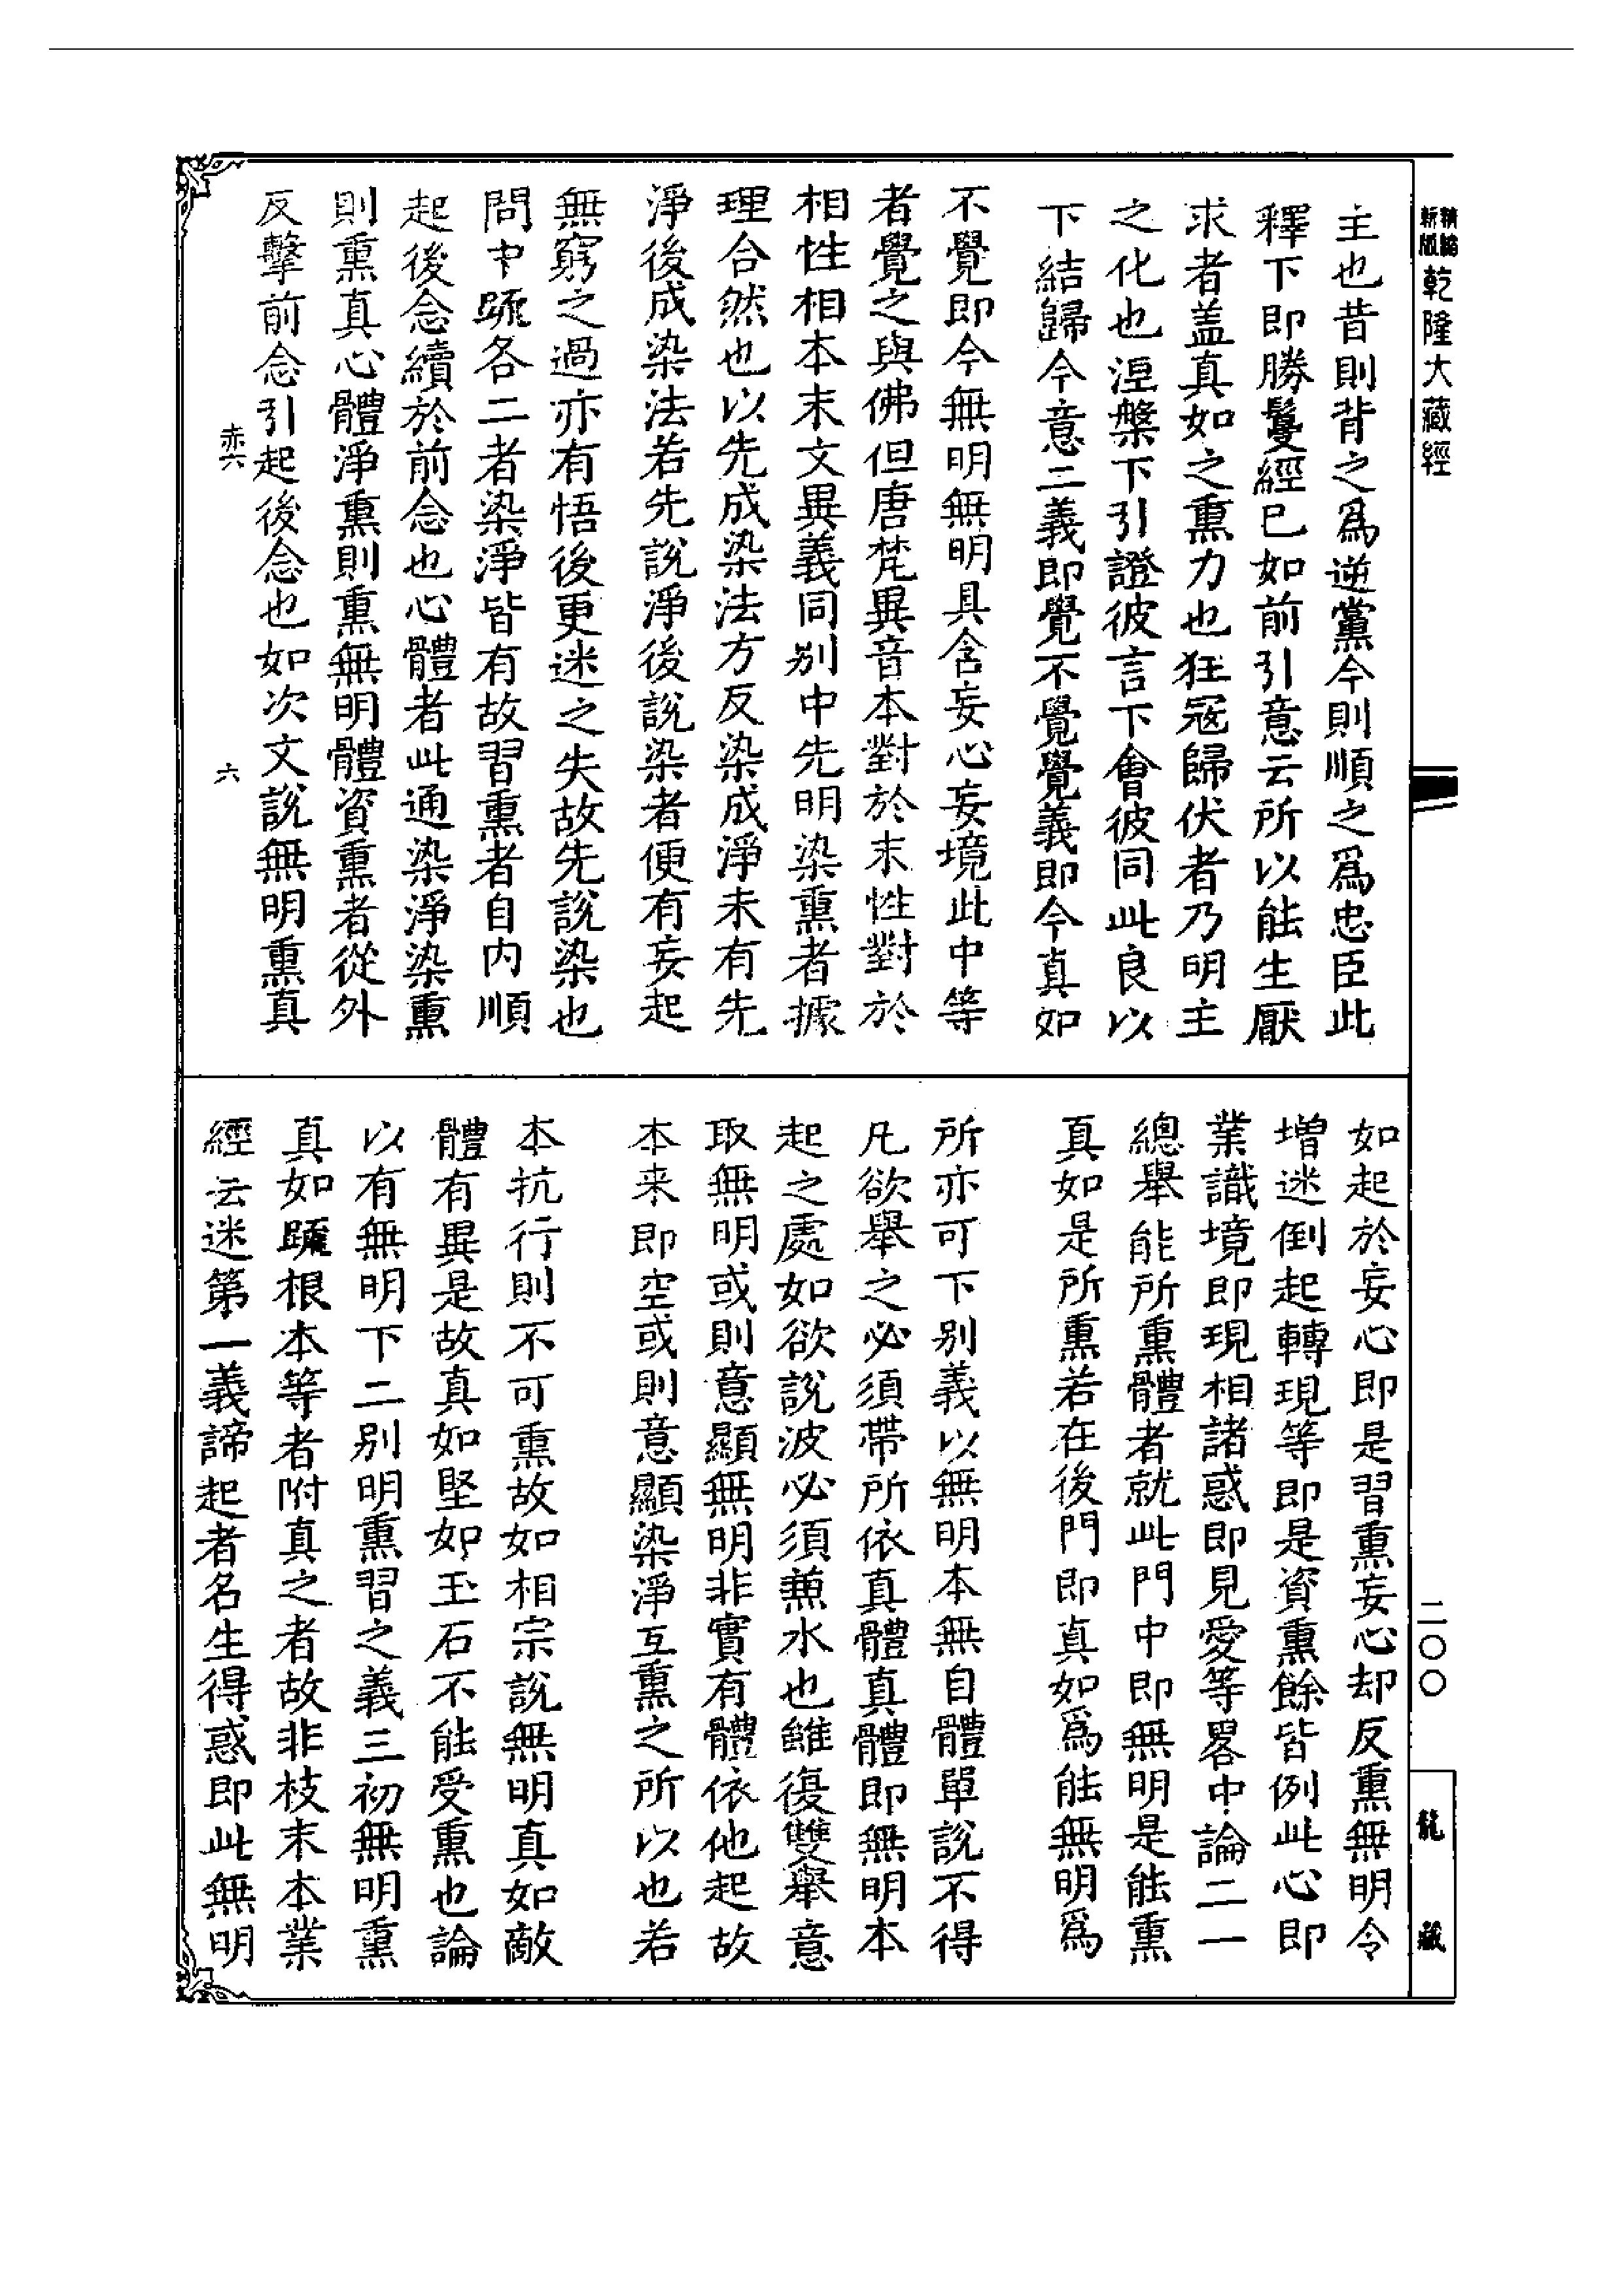 精編
新版
乾隆大藏經
主也昔則背之爲逆黨今則順之爲忠臣此
釋下即勝鬘經已如前引意云所以能生厭
求者盖真如之熏力也狂寇歸伏者乃明主
之化也涅槃下引證彼言下會彼同此良以
下結歸今意二義即覺不覺覺義即今真如
不覺即今無明無明具含妄心妄境此中等
者覺之與佛但唐梵異音本對於末性對於
相性相本末文異義同別中先明染熏者據
理合然也以先成染法方反染成淨未有先
淨後成染法若先說淨後說染者便有妄起
無窮之過亦有悟後更迷之失故先說染也
問中䟽各二者染淨皆有故習熏者自内順
起後念續於前念也心體者此通染淨染熏
則熏真心體淨熏則熏無明體資熏者從外
反擊前念引起後念也如次文說無明熏真
赤六
六
如起於妄心即是習熏妄心却反熏無明令
增迷倒起轉現等即是資熏餘皆例此心即
業識境即現相諸惑即見愛等畧中論二一
總舉能所熏體者就此門中即無明是能熏
真如是所熏若在後門即真如爲能無明爲
所亦可下別義以無明本無自體單說不得
凡欲舉之必須帶所依真體真體即無明本
起之處如欲說波必須兼水也雖復雙舉意
取無明或則意顯無明非實有體依他起故
本来即空或則意顯染淨互熏之所以也若
本抗行則不可熏故如相宗說無明真如敵
體有異是故真如堅如玉石不能受熏也論
以有無明下二別明熏習之義三初無明熏
真如䟽根本等者附真之者故非枝末本業
經云迷第一義諦起者名生得惑即此無明
二〇〇
龍藏